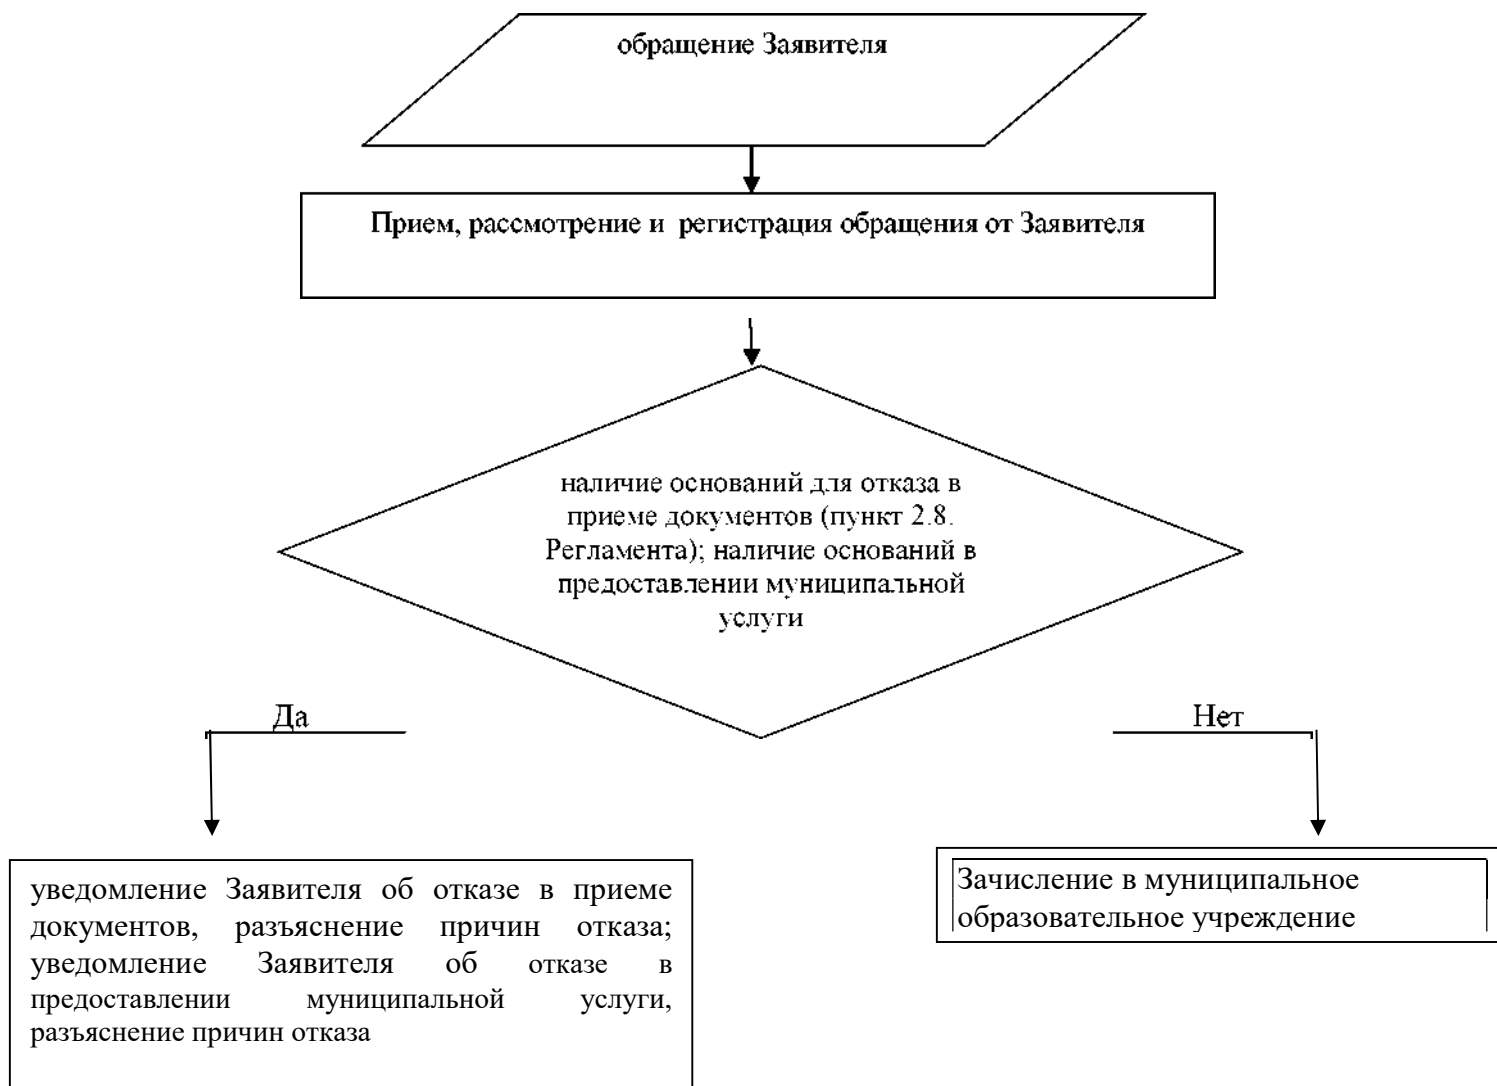 обращение Заявителя
Прием, рассмотрение и регистрация обращения от Заявителя
наличие оснований для отказа в
приеме документов (пункт 2.8.
Регламента); наличие оснований в
предоставлении муниципальной
услуги
Да
Нет
уведомление Заявителя об отказе в приеме
документов, разъяснение причин отказа;
уведомление Заявителя об отказе в
предоставлении муниципальной услуги,
разъяснение причин отказа
Зачисление в муниципальное
образовательное учреждение